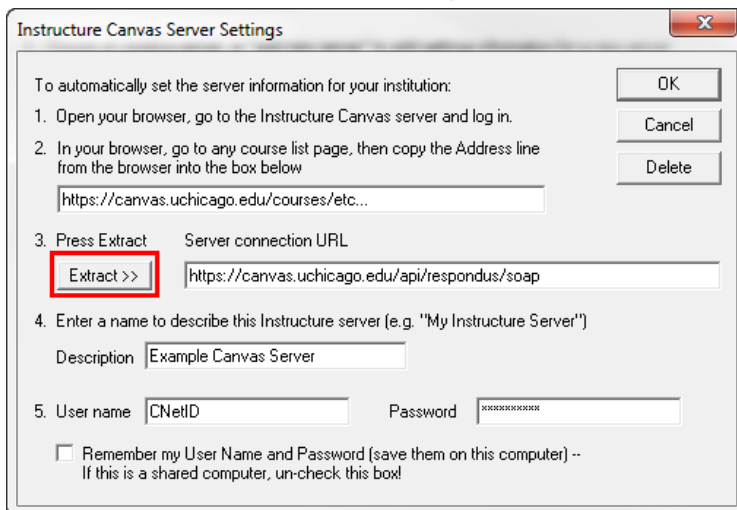 Instructure Canvas Server Settings
To automatically set the server information for your institution:
OK
1. Open your browser, go to the Instructure Canvas server and log in.
Cancel
2. In your browser, go to any course list page, then copy the Address line
from the browser into the box below
Delete
https://canvas.uchicago.edu/courses/etc...
3. Press Extract Server connection URL
Extract >> https://canvas.uchicago.edu/api/respondus/soap
4. Enter a name to describe this Instructure server (e.g. "My Instructure Server")
Description Example Canvas Server
5. User name CNetID Password **********
Remember my User Name and Password (save them on this computer) --
If this is a shared computer, un-check this box!